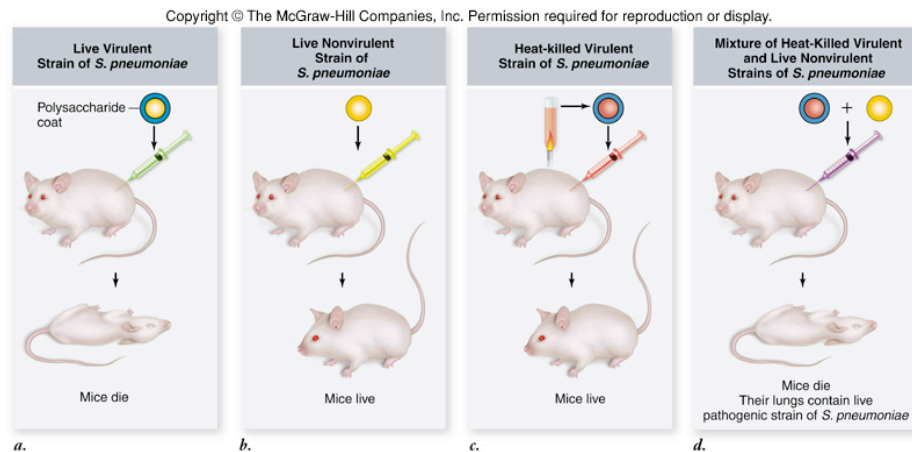 Copyright © The McGraw-Hill Companies, Inc. Permission required for reproduction or display.
Live Virulent
Strain of S. pneumoniae
Polysaccharide
coat
Mice die
a.
Live Nonvirulent
Strain of
S. pneumoniae
Mice live
b.
Heat-killed Virulent
Strain of S. pneumoniae
Mice live
c.
Mixture of Heat-Killed Virulent
and Live Nonvirulent
Strains of S. pneumoniae
+
Mice die
Their lungs contain live
pathogenic strain of S. pneumoniae
d.